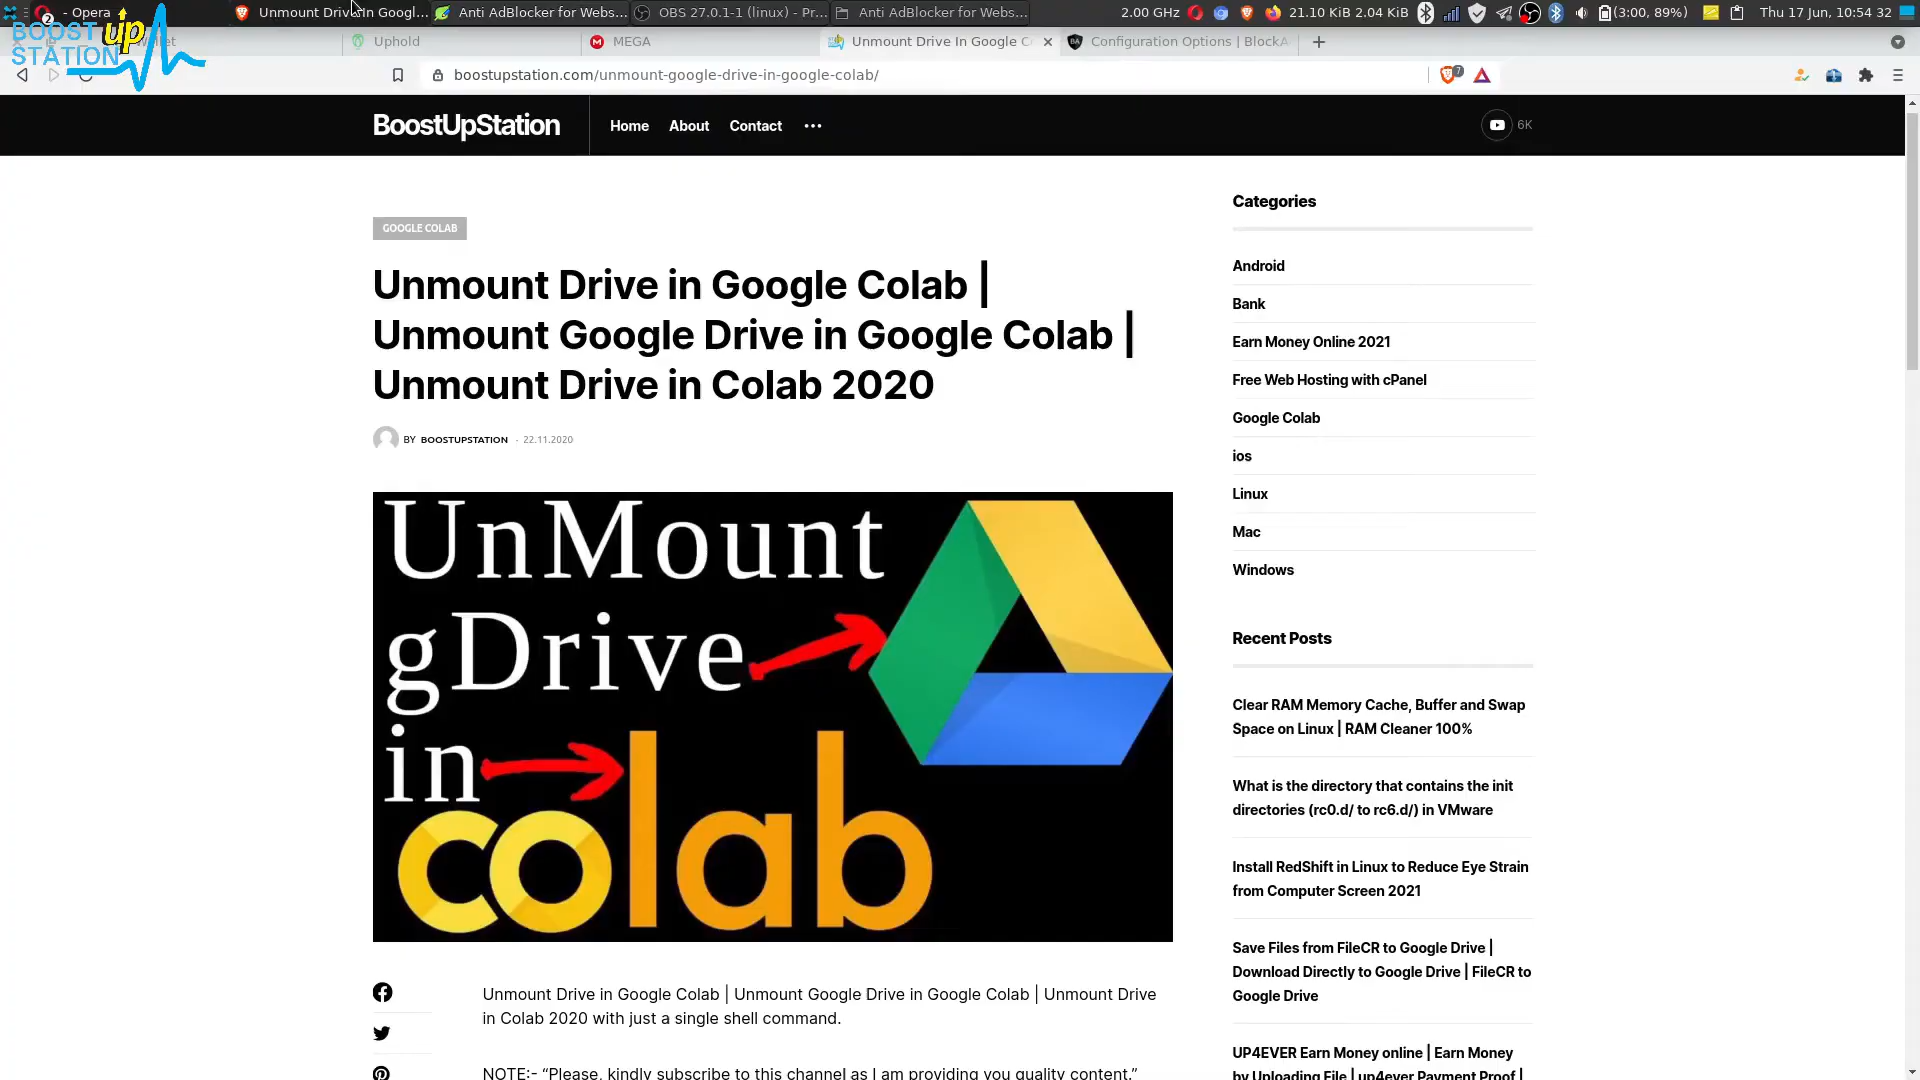 2
- Opera
Unmount Drive In Googl...
Anti AdBlocker for Webs...
OBS 27.0.1-1 (linux) - Pr...
Anti AdBlocker for Webs...
2.00 GHz
21.10 KiB 2.04 KiB
(3:00, 89%)
Thu 17 Jun, 10:54 32
BOOST up
STATION
Uphold
MEGA
Unmount Drive In Google C
Configuration Options | BlockA
boostupstation.com/unmount-google-drive-in-google-colab/
7
BoostUpStation
Home
About
Contact
6K
GOOGLE COLAB
Unmount Drive in Google Colab |
Unmount Google Drive in Google Colab |
Unmount Drive in Colab 2020
BY BOOSTUPSTATION · 22.11.2020
UnMount
gDrive
in
colab
Unmount Drive in Google Colab | Unmount Google Drive in Google Colab | Unmount Drive
in Colab 2020 with just a single shell command.
NOTE:- “Please, kindly subscribe to this channel as I am providing you quality content.”
Categories
Android
Bank
Earn Money Online 2021
Free Web Hosting with cPanel
Google Colab
ios
Linux
Mac
Windows
Recent Posts
Clear RAM Memory Cache, Buffer and Swap
Space on Linux | RAM Cleaner 100%
What is the directory that contains the init
directories (rc0.d/ to rc6.d/) in VMware
Install RedShift in Linux to Reduce Eye Strain
from Computer Screen 2021
Save Files from FileCR to Google Drive |
Download Directly to Google Drive | FileCR to
Google Drive
UP4EVER Earn Money online | Earn Money
by Uploading File | up4ever Payment Proof |